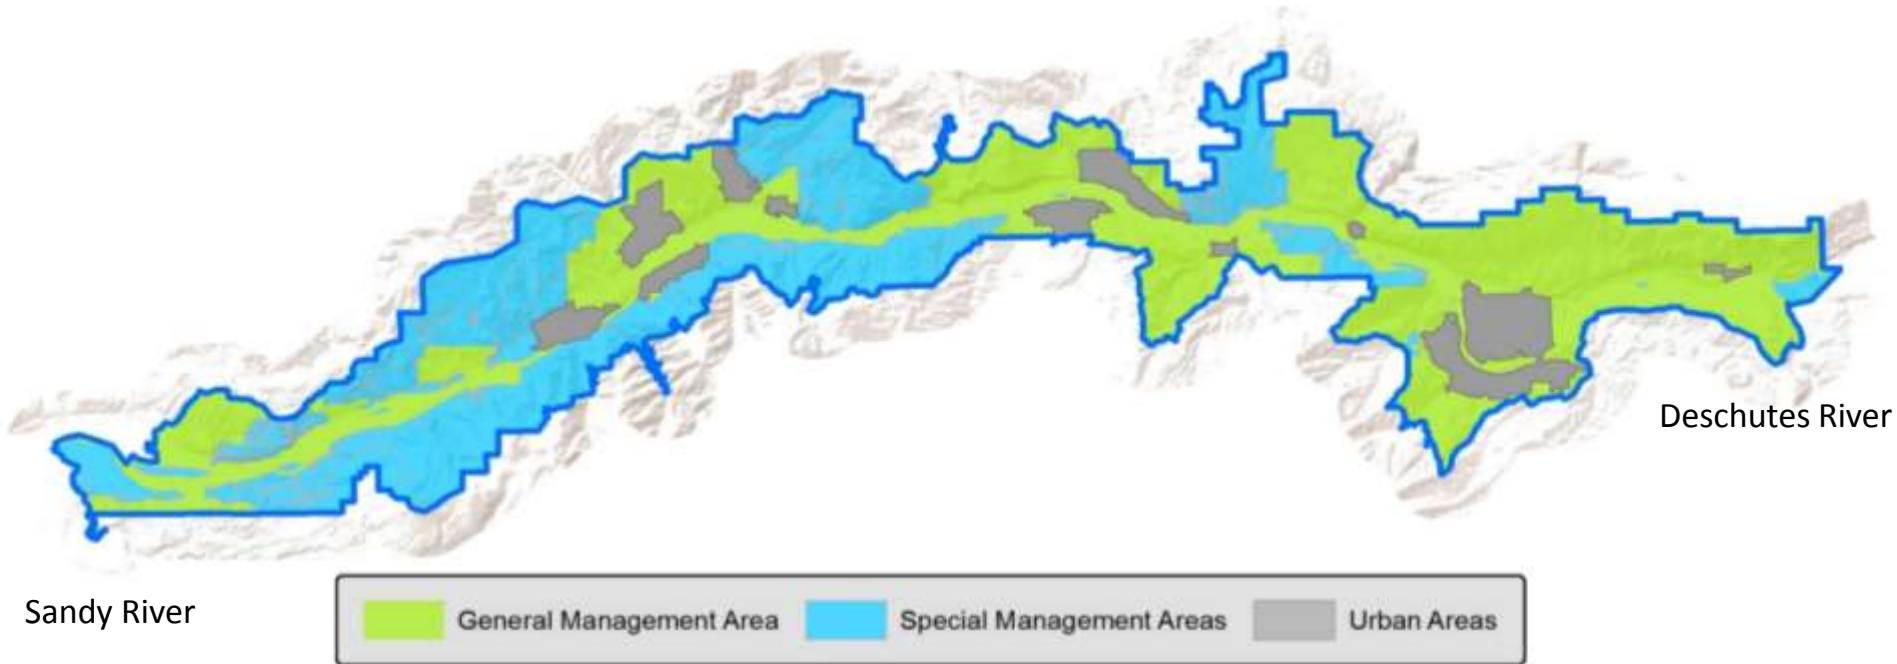 Deschutes River
Sandy River
General Management Area
Special Management Areas
Urban Areas